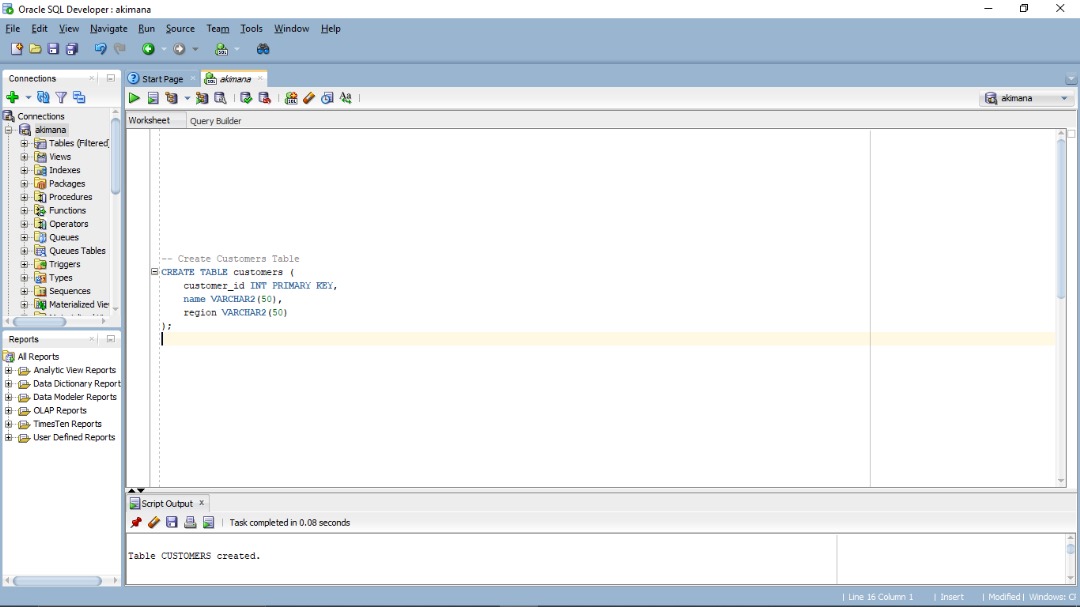 Oracle SQL Developer : akimana
File Edit View Navigate Run Source Team Tools Window Help
Connections
Connections
akimana
Tables (Filtered)
Views
Indexes
Packages
Procedures
Functions
Operators
Queues
Queues Tables
Triggers
Types
Sequences
Materialized Vie
Reports
All Reports
Analytic View Reports
Data Dictionary Report
Data Modeler Reports
OLAP Reports
TimesTen Reports
User Defined Reports
Start Page
akimana
akimana
Worksheet Query Builder
-- Create Customers Table
CREATE TABLE customers (
customer_id INT PRIMARY KEY,
name VARCHAR2(50),
region VARCHAR2(50)
);
Script Output
Task completed in 0.08 seconds
Table CUSTOMERS created.
| Line 16 Column 1 | Insert | Modified | Windows: C